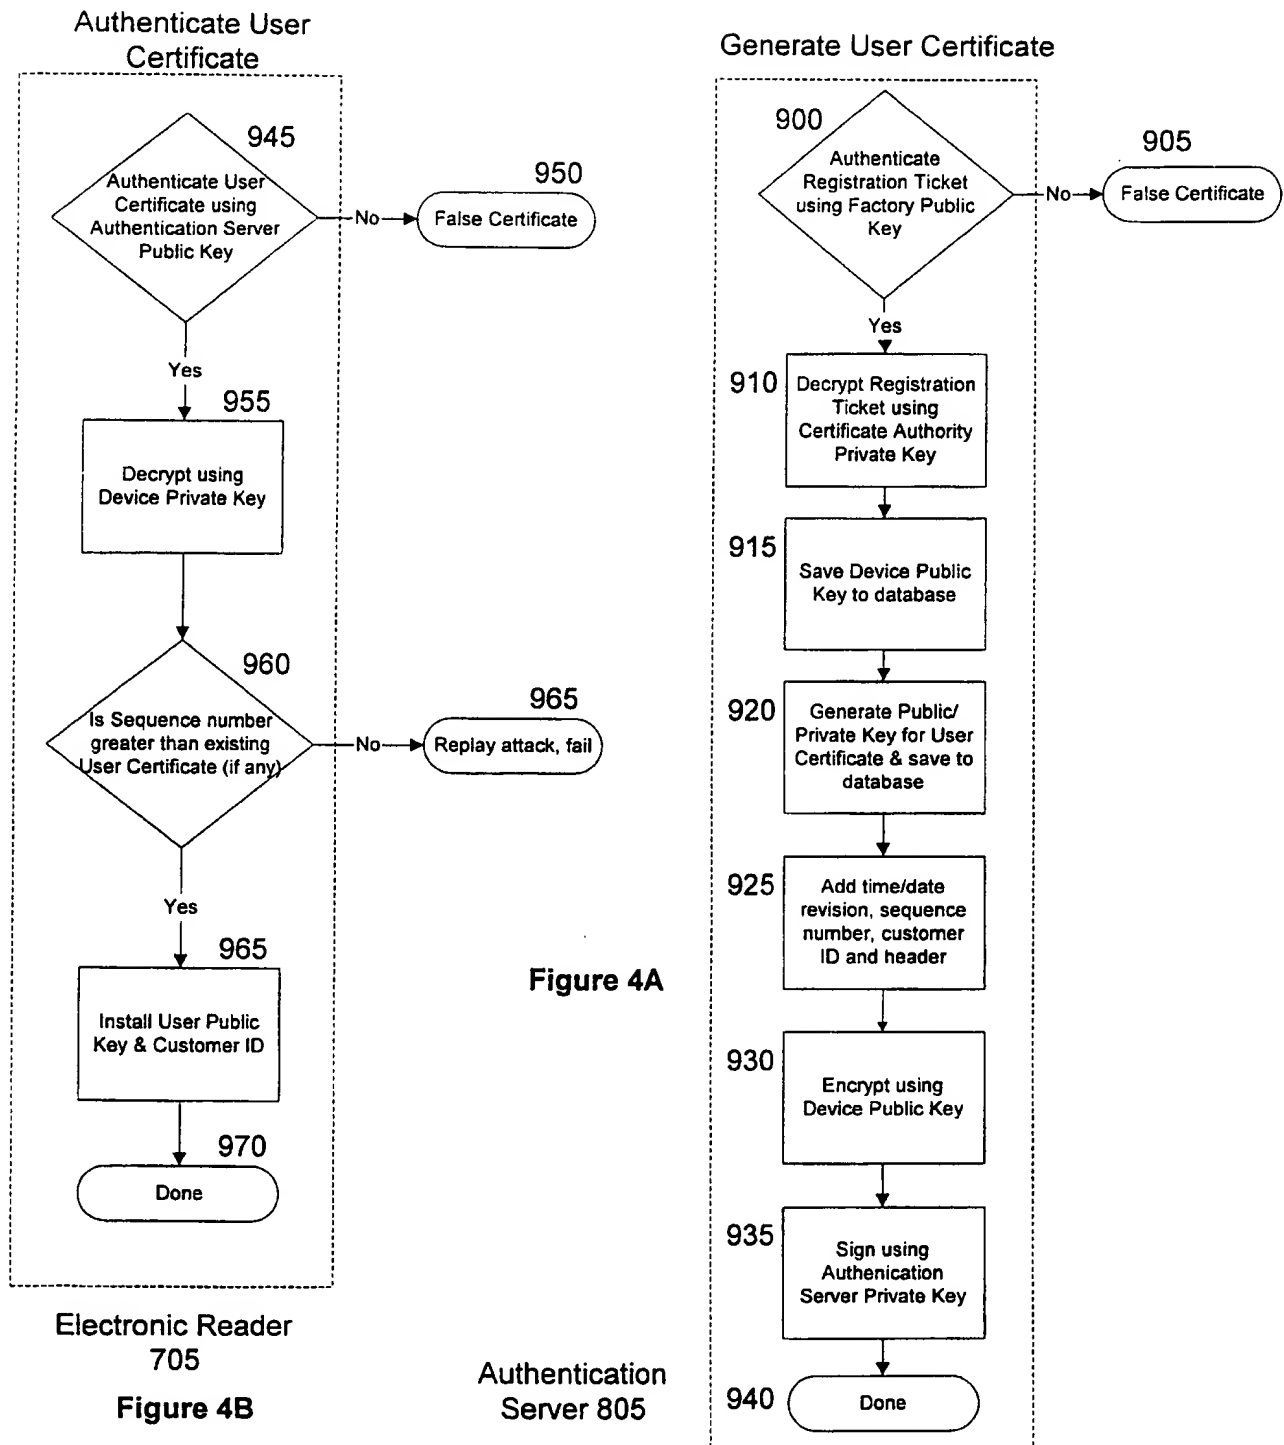 Authenticate User
Certificate
945
Authenticate User
Certificate using
Authentication Server
Public Key
No
950
False Certificate
Yes
955
Decrypt using
Device Private Key
960
Is Sequence number
greater than existing
User Certificate (if any)
No
965
Replay attack, fail
Yes
965
Install User Public
Key & Customer ID
970
Done
Electronic Reader
705
Figure 4B
Generate User Certificate
900
Authenticate
Registration Ticket
using Factory Public
Key
No
905
False Certificate
Yes
910
Decrypt Registration
Ticket using
Certificate Authority
Private Key
915
Save Device Public
Key to database
920
Generate Public/
Private Key for User
Certificate & save to
database
925
Add time/date
revision, sequence
number, customer
ID and header
Figure 4A
930
Encrypt using
Device Public Key
935
Sign using
Authenication
Server Private Key
940
Done
Authentication
Server 805